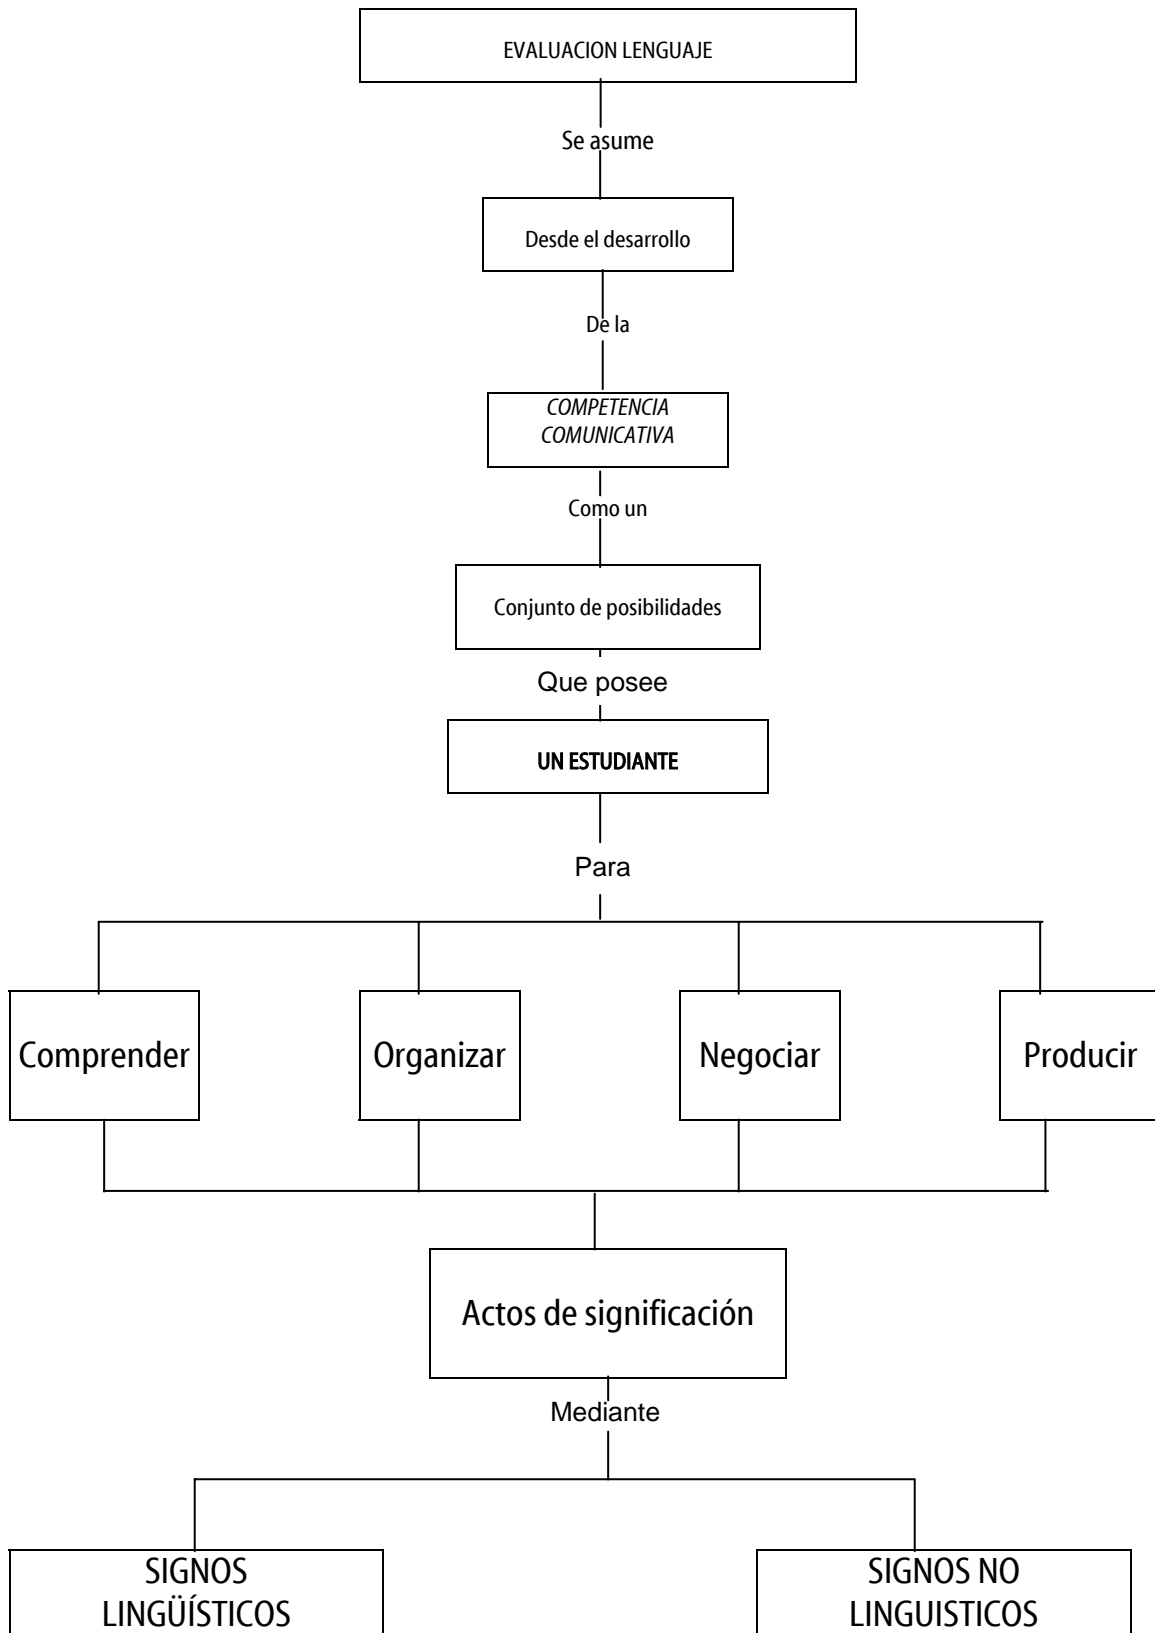 EVALUACION LENGUAJE
Se asume
Desde el desarrollo
De la
COMPETENCIA
COMUNICATIVA
Como un
Conjunto de posibilidades
Que posee
UN ESTUDIANTE
Para
Comprender
Organizar
Negociar
Producir
Actos de significación
Mediante
SIGNOS
LINGÜÍSTICOS
SIGNOS NO
LINGUISTICOS